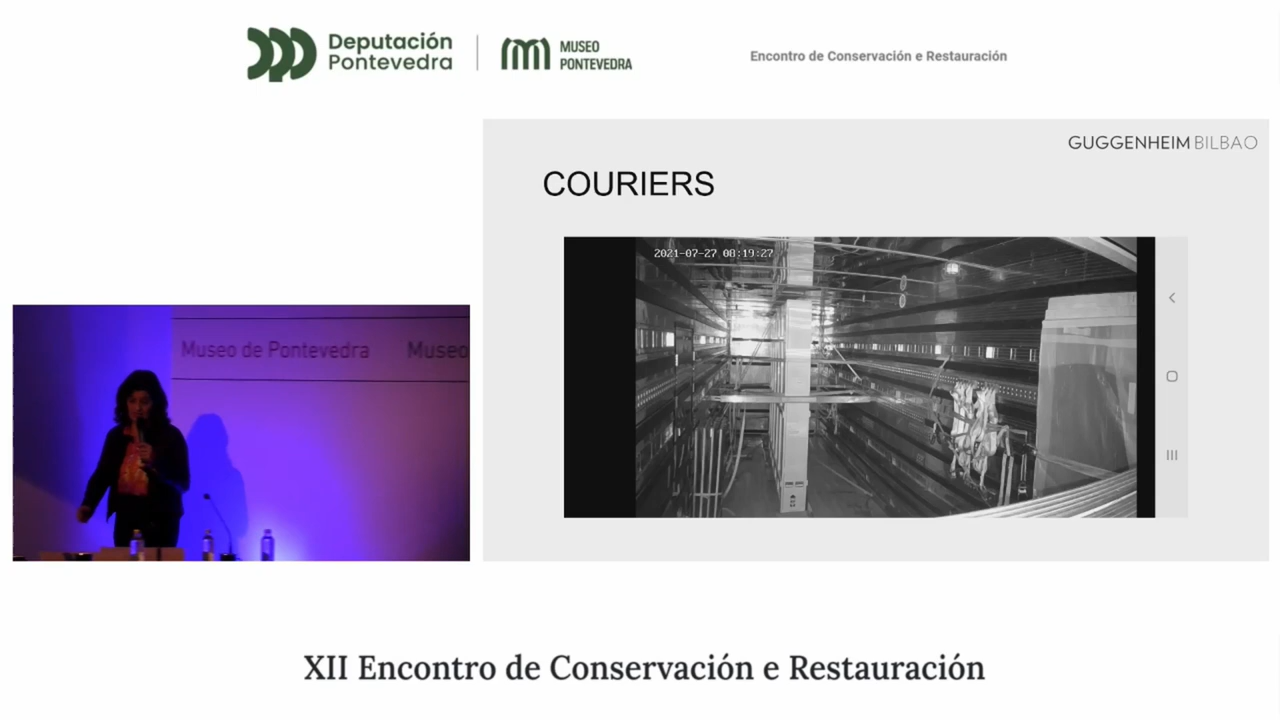 Deputación
Pontevedra
MUSEO
PONTEVEDRA
Encontro de Conservación e Restauración
GUGGENHEIM BILBAO
COURIERS
2021-07-27 08:19:27
Museo de Pontevedra
Museo
XII Encontro de Conservación e Restauración